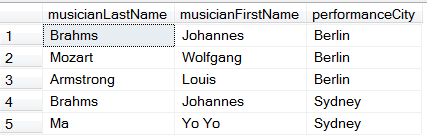 musicianLastName musicianFirstName performanceCity
1 Brahms Johannes Berlin
2 Mozart Wolfgang Berlin
3 Armstrong Louis Berlin
4 Brahms Johannes Sydney
5 Ma Yo Yo Sydney